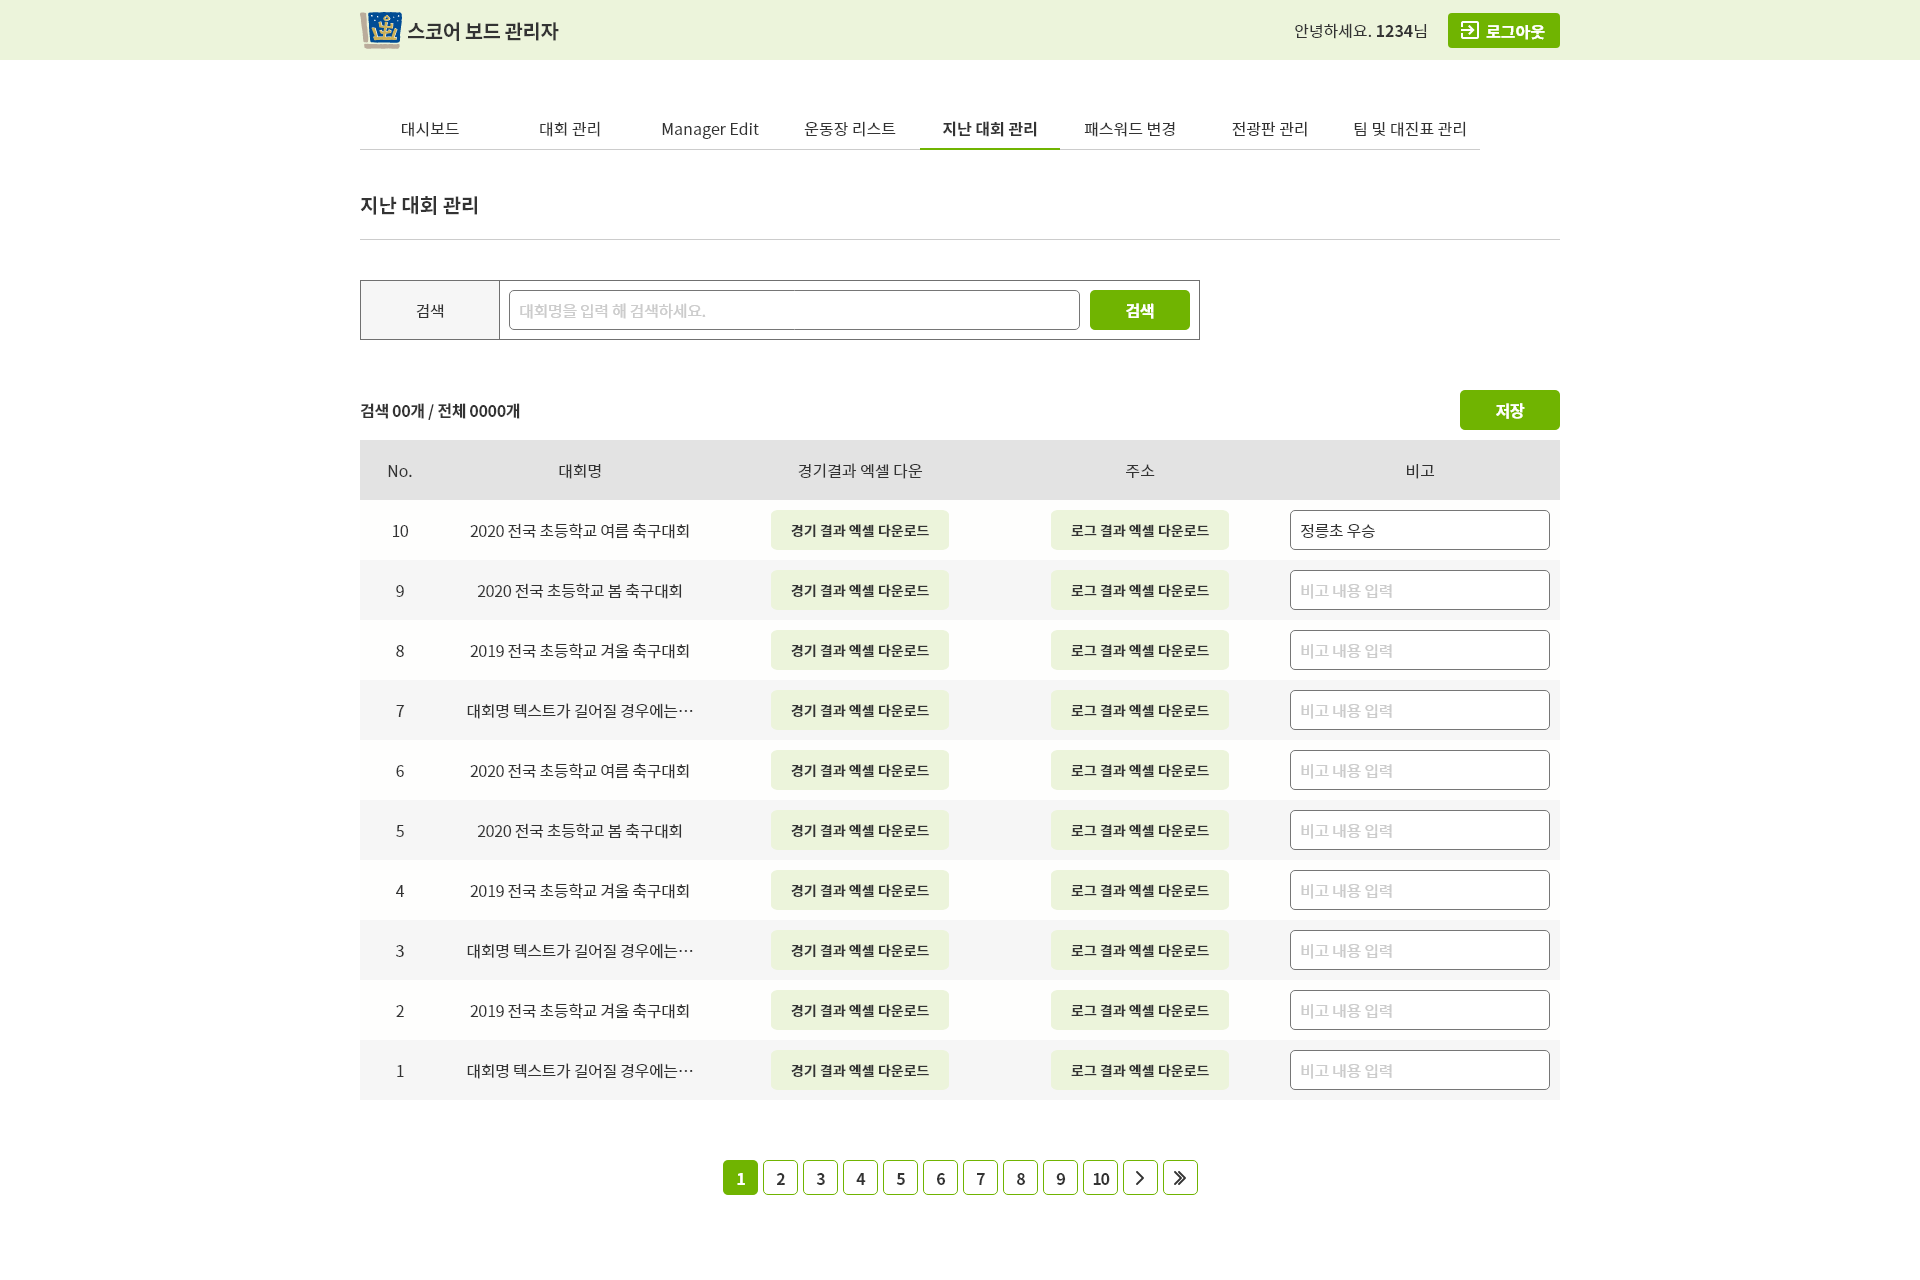 스코어 보드 관리자
안녕하세요. 1234님
로그아웃
대시보드 대회 관리 Manager Edit 운동장 리스트 지난 대회 관리 패스워드 변경 전광판 관리 팀 및 대진표 관리
지난 대회 관리
검색 대회명을 입력 해 검색하세요. 검색
검색 00개 / 전체 0000개 저장
No. 대회명 경기결과 엑셀 다운 주소 비고
10 2020 전국 초등학교 여름 축구대회 경기 결과 엑셀 다운로드 로그 결과 엑셀 다운로드 정릉초 우승
9 2020 전국 초등학교 봄 축구대회 경기 결과 엑셀 다운로드 로그 결과 엑셀 다운로드 비고 내용 입력
8 2019 전국 초등학교 겨울 축구대회 경기 결과 엑셀 다운로드 로그 결과 엑셀 다운로드 비고 내용 입력
7 대회명 텍스트가 길어질 경우에는… 경기 결과 엑셀 다운로드 로그 결과 엑셀 다운로드 비고 내용 입력
6 2020 전국 초등학교 여름 축구대회 경기 결과 엑셀 다운로드 로그 결과 엑셀 다운로드 비고 내용 입력
5 2020 전국 초등학교 봄 축구대회 경기 결과 엑셀 다운로드 로그 결과 엑셀 다운로드 비고 내용 입력
4 2019 전국 초등학교 겨울 축구대회 경기 결과 엑셀 다운로드 로그 결과 엑셀 다운로드 비고 내용 입력
3 대회명 텍스트가 길어질 경우에는… 경기 결과 엑셀 다운로드 로그 결과 엑셀 다운로드 비고 내용 입력
2 2019 전국 초등학교 겨울 축구대회 경기 결과 엑셀 다운로드 로그 결과 엑셀 다운로드 비고 내용 입력
1 대회명 텍스트가 길어질 경우에는… 경기 결과 엑셀 다운로드 로그 결과 엑셀 다운로드 비고 내용 입력
1 2 3 4 5 6 7 8 9 10